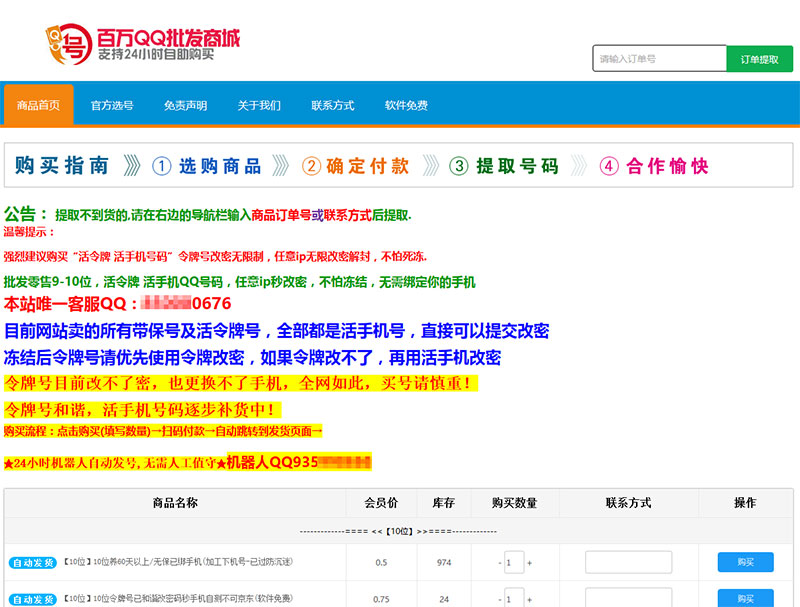 QQ号 百万QQ批发商城
支持24小时自助购买
请输入订单号 订单提取
商品首页 官方选号 免责声明 关于我们 联系方式 软件免费
购买指南 ① 选购商品 ② 确定付款 ③ 提取号码 ④ 合作愉快
公告： 提取不到货的,请在右边的导航栏输入商品订单号或联系方式后提取.
温馨提示：
强烈建议购买“活令牌 活手机号码”令牌号改密无限制，任意ip无限改密解封，不怕死冻.
批发零售9-10位，活令牌 活手机QQ号码，任意ip秒改密，不怕冻结，无需绑定你的手机
本站唯一客服QQ：0676
目前网站卖的所有带保号及活令牌号，全部都是活手机号，直接可以提交改密
冻结后令牌号请优先使用令牌改密，如果令牌改不了，再用活手机改密
令牌号目前改不了密，也更换不了手机，全网如此，买号请慎重！
令牌号和谐，活手机号码逐步补货中！
购买流程：点击购买(填写数量)→扫码付款→自动跳转到发货页面→
★24小时机器人自动发号,无需人工值守★机器人QQ935
商品名称 会员价 库存 购买数量 联系方式 操作
------------==== <<【10位】>>====------------
自动发货 【10位】10位养60天以上/无保已绑手机(加工下机号-已过防沉迷) 0.5 974 - 1 + 购买
自动发货 【10位】10位令牌号已和谐改密码秒手机自测不可京东(软件免费) 0.75 24 - 1 + 购买